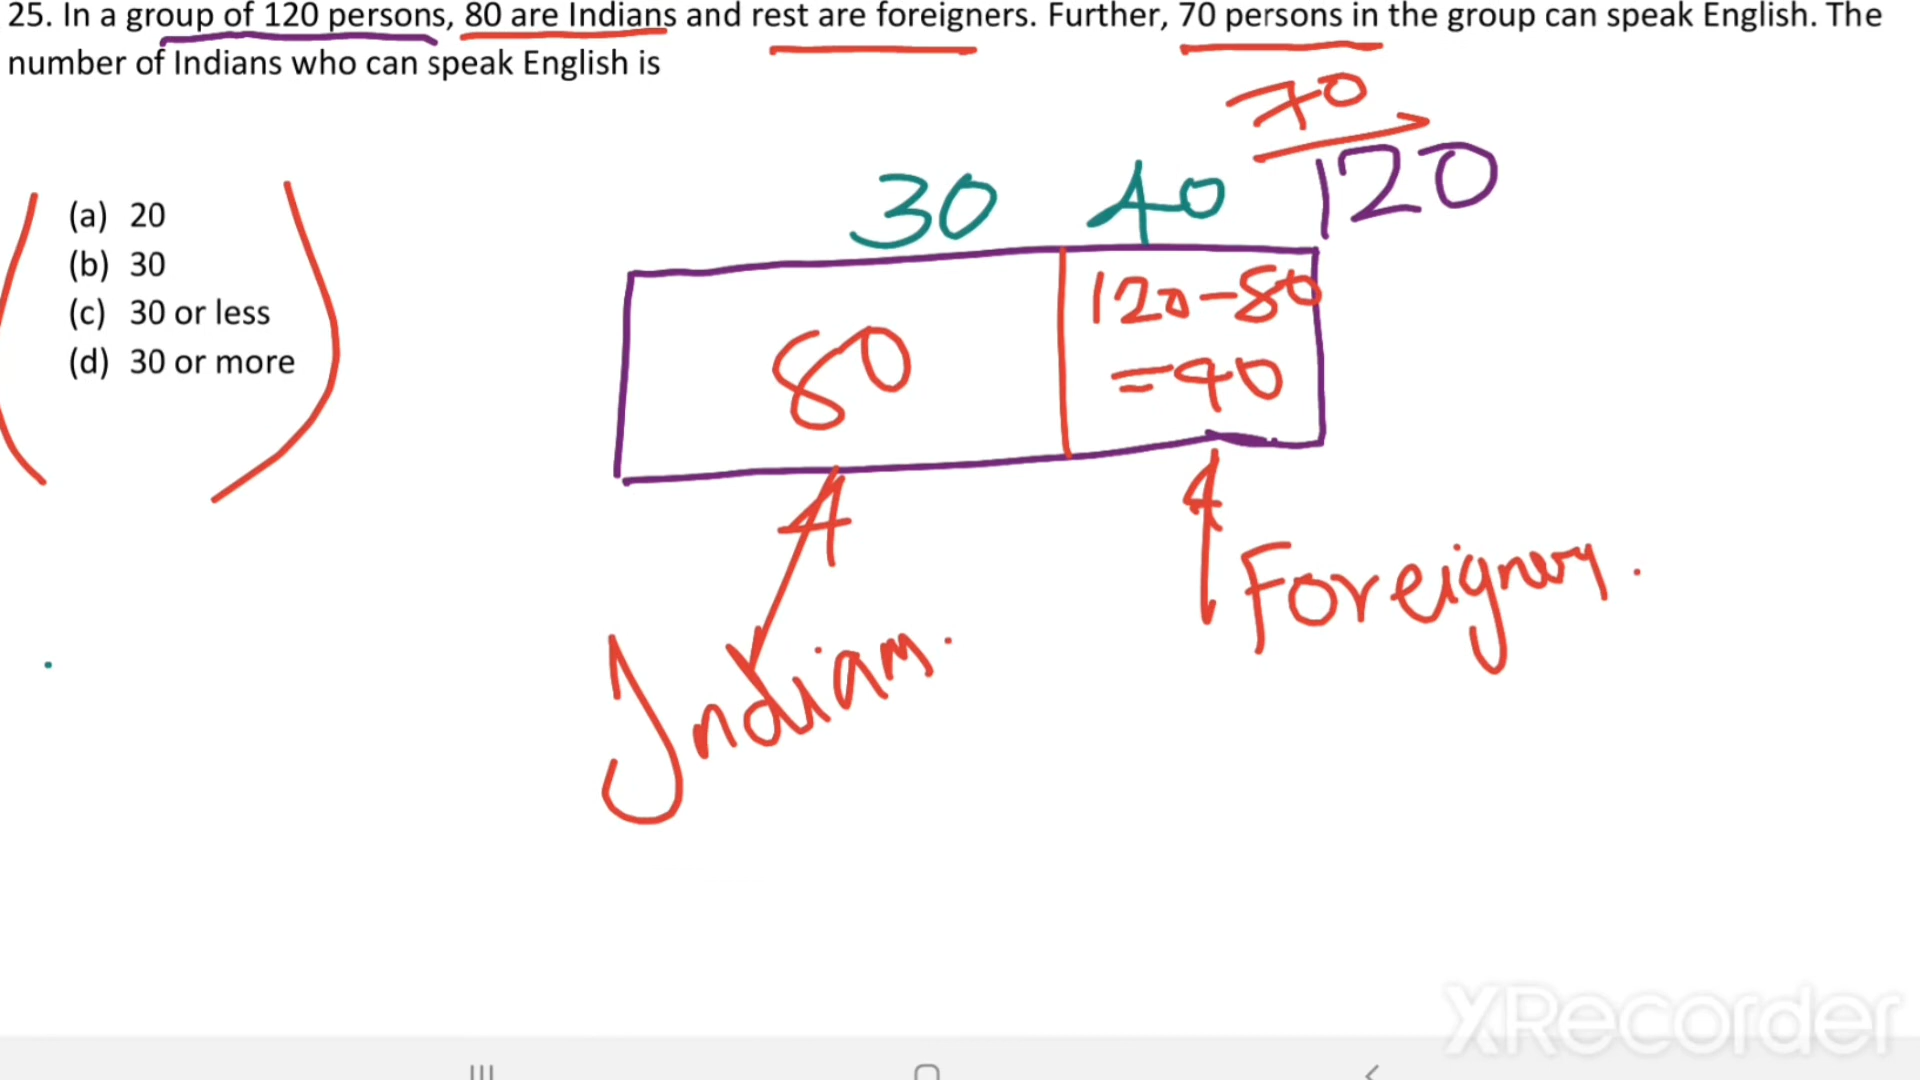 25. In a group of 120 persons, 80 are Indians and rest are foreigners. Further, 70 persons in the group can speak English. The
number of Indians who can speak English is
70
30 40 120
(a) 20
(b) 30
(c) 30 or less
(d) 30 or more
80
120-80
=40
Indians.
Foreigners.
XRecorder